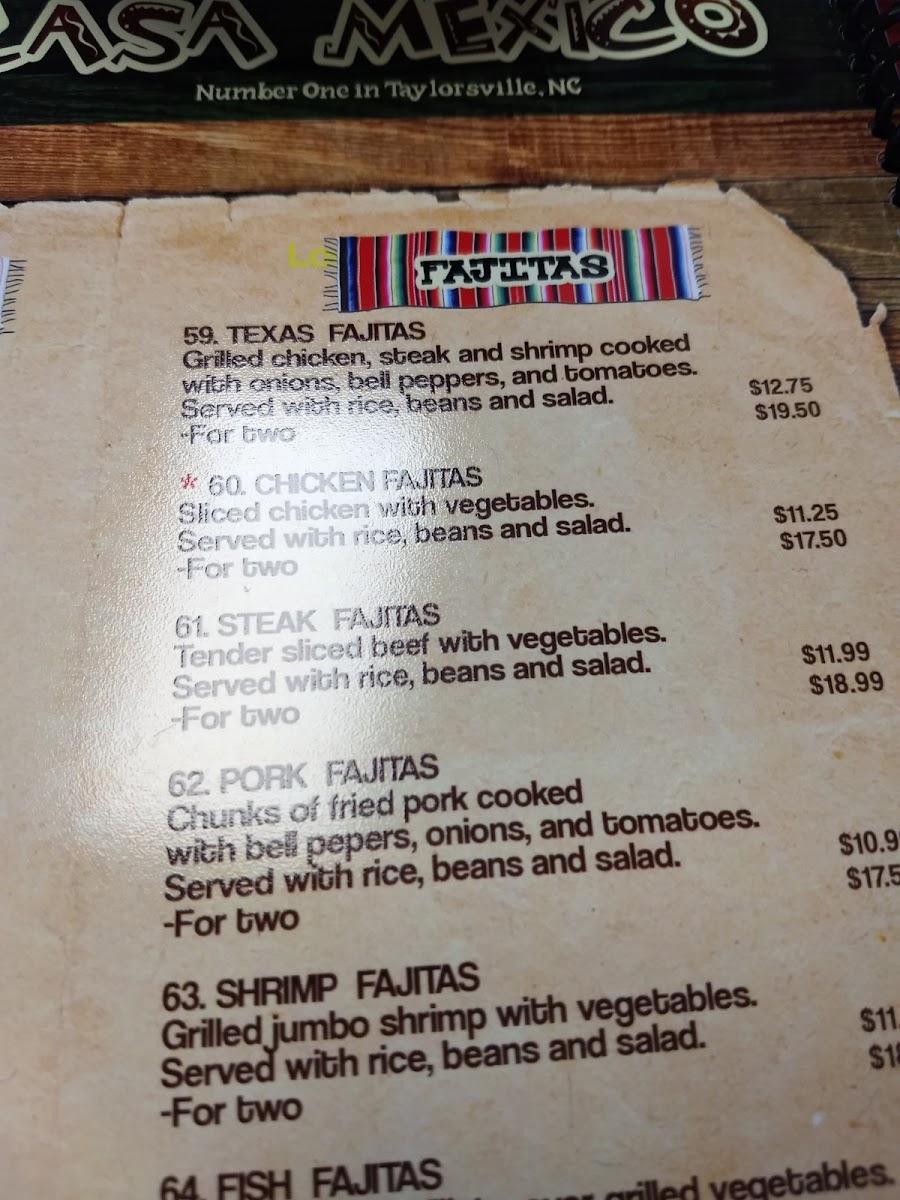 CASA MEXICO
Number One in Taylorsville, NC
FAJITAS
59. TEXAS FAJITAS
Grilled chicken, steak and shrimp cooked
with onions, bell peppers, and tomatoes.
Served with rice, beans and salad. $12.75
-For two $19.50
* 60. CHICKEN FAJITAS
Sliced chicken with vegetables.
Served with rice, beans and salad. $11.25
-For two $17.50
61. STEAK FAJITAS
Tender sliced beef with vegetables.
Served with rice, beans and salad. $11.99
-For two $18.99
62. PORK FAJITAS
Chunks of fried pork cooked
with bell pepers, onions, and tomatoes.
Served with rice, beans and salad. $10.9
-For two $17.5
63. SHRIMP FAJITAS
Grilled jumbo shrimp with vegetables.
Served with rice, beans and salad. $11.
-For two $18
64. FISH FAJITAS
grilled vegetables.